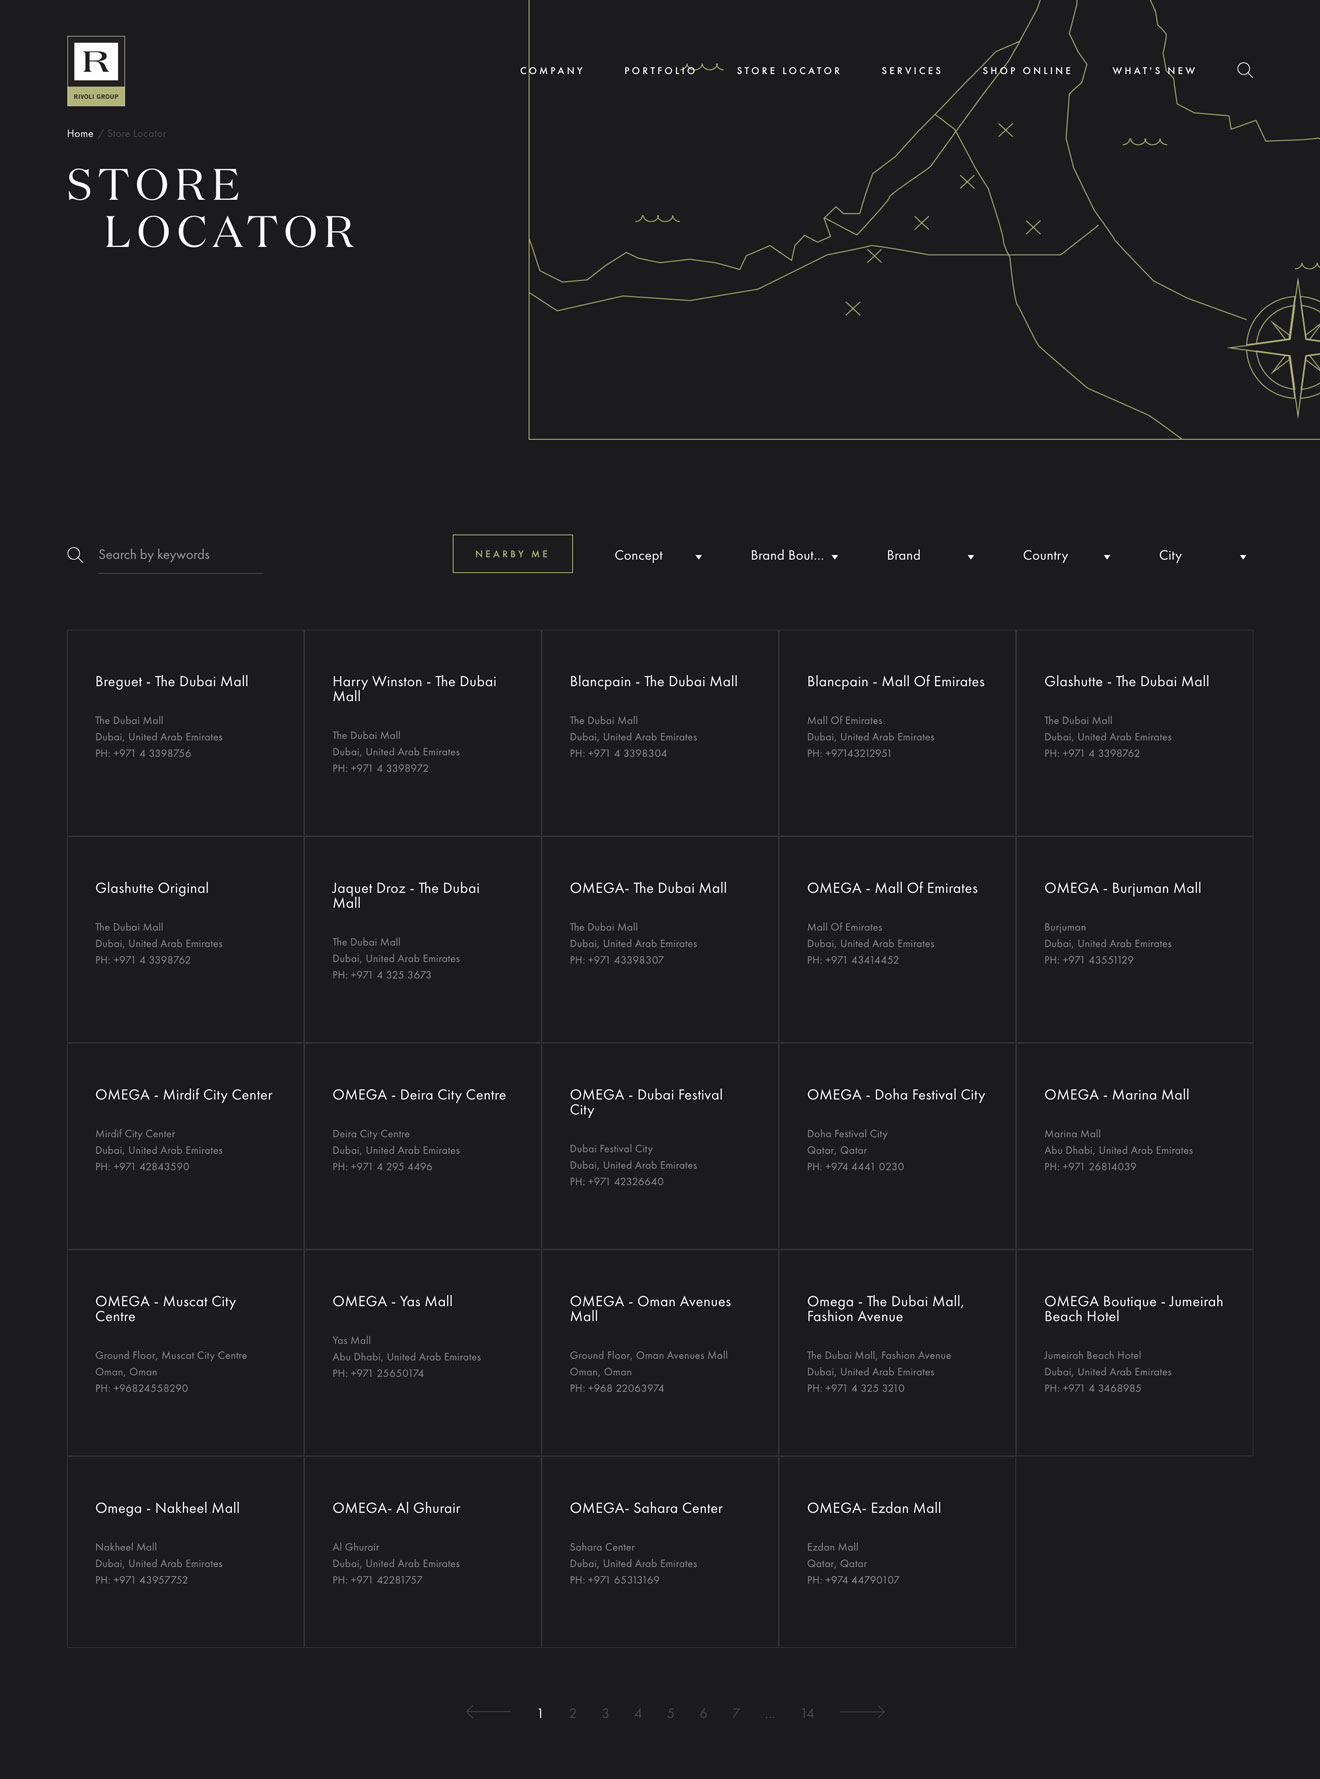 R
RIVOLI GROUP
COMPANY
PORTFOLIO
STORE LOCATOR
SERVICES
SHOP ONLINE
WHAT'S NEW
Home / Store Locator
STORE
LOCATOR
Search by keywords
NEARBY ME
Concept
Brand Bout...
Brand
Country
City
Breguet - The Dubai Mall
The Dubai Mall
Dubai, United Arab Emirates
PH: +971 4 3398756
Harry Winston - The Dubai
Mall
The Dubai Mall
Dubai, United Arab Emirates
PH: +971 4 3398972
Blancpain - The Dubai Mall
The Dubai Mall
Dubai, United Arab Emirates
PH: +971 4 3398304
Blancpain - Mall Of Emirates
Mall Of Emirates
Dubai, United Arab Emirates
PH: +97143212951
Glashutte - The Dubai Mall
The Dubai Mall
Dubai, United Arab Emirates
PH: +971 4 3398762
Glashutte Original
The Dubai Mall
Dubai, United Arab Emirates
PH: +971 4 3398762
Jaquet Droz - The Dubai
Mall
The Dubai Mall
Dubai, United Arab Emirates
PH: +971 4 325 3673
OMEGA- The Dubai Mall
The Dubai Mall
Dubai, United Arab Emirates
PH: +971 43398307
OMEGA - Mall Of Emirates
Mall Of Emirates
Dubai, United Arab Emirates
PH: +971 43414452
OMEGA - Burjuman Mall
Burjuman
Dubai, United Arab Emirates
PH: +971 43551129
OMEGA - Mirdif City Center
Mirdif City Center
Dubai, United Arab Emirates
PH: +971 42843590
OMEGA - Deira City Centre
Deira City Centre
Dubai, United Arab Emirates
PH: +971 4 295 4496
OMEGA - Dubai Festival
City
Dubai Festival City
Dubai, United Arab Emirates
PH: +971 42326640
OMEGA - Doha Festival City
Doha Festival City
Qatar, Qatar
PH: +974 4441 0230
OMEGA - Marina Mall
Marina Mall
Abu Dhabi, United Arab Emirates
PH: +971 26814039
OMEGA - Muscat City
Centre
Ground Floor, Muscat City Centre
Oman, Oman
PH: +96824558290
OMEGA - Yas Mall
Yas Mall
Abu Dhabi, United Arab Emirates
PH: +971 25650174
OMEGA - Oman Avenues
Mall
Ground Floor, Oman Avenues Mall
Oman, Oman
PH: +968 22063974
Omega - The Dubai Mall,
Fashion Avenue
The Dubai Mall, Fashion Avenue
Dubai, United Arab Emirates
PH: +971 4 325 3210
OMEGA Boutique - Jumeirah
Beach Hotel
Jumeirah Beach Hotel
Dubai, United Arab Emirates
PH: +971 4 3468985
Omega - Nakheel Mall
Nakheel Mall
Dubai, United Arab Emirates
PH: +971 43957752
OMEGA- Al Ghurair
Al Ghurair
Dubai, United Arab Emirates
PH: +971 42281757
OMEGA- Sahara Center
Sahara Center
Dubai, United Arab Emirates
PH: +971 65313169
OMEGA- Ezdan Mall
Ezdan Mall
Qatar, Qatar
PH: +974 44790107
1 2 3 4 5 6 7 ... 14